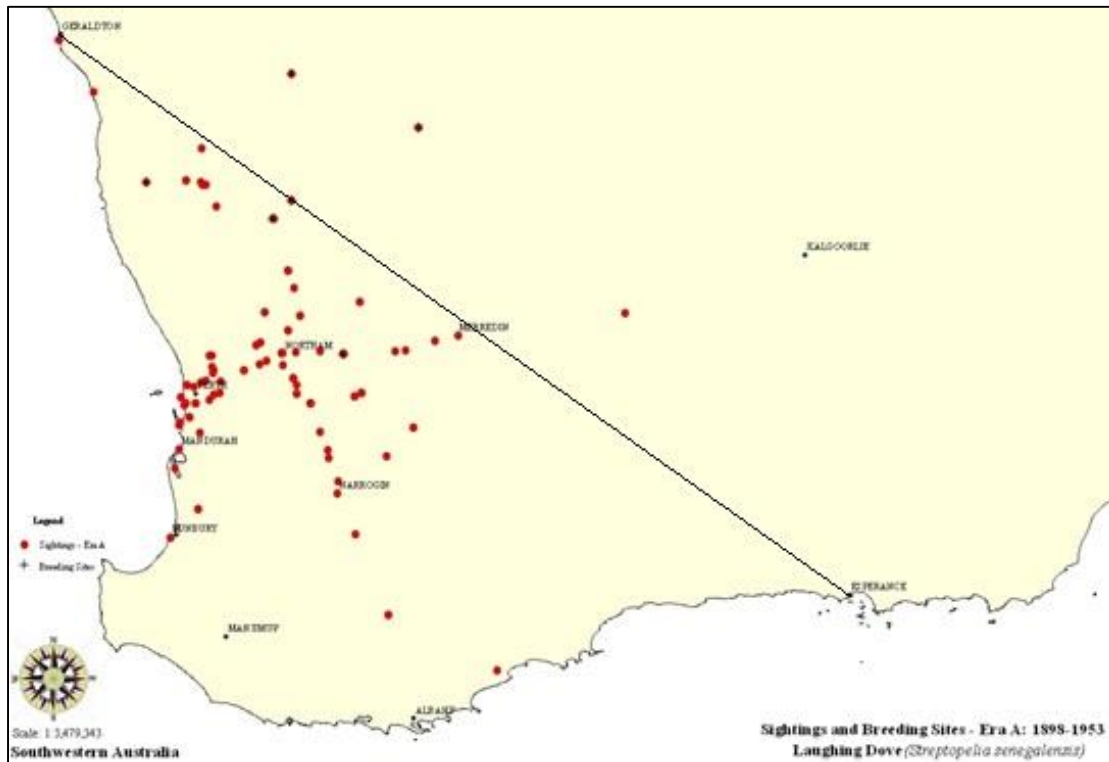 GERALDTON
KALGOORLIE
MERREDIN
NORTHAM
PERTH
MANDURAH
NARROGIN
BUNBURY
Legend
Sightings - Era A
Breeding Sites
ESPERANCE
MANJIMUP
ALBANY
N
S
Scale: 1:3,479,343
Southwestern Australia
Sightings and Breeding Sites - Era A: 1898-1953
Laughing Dove (Streptopelia senegalensis)